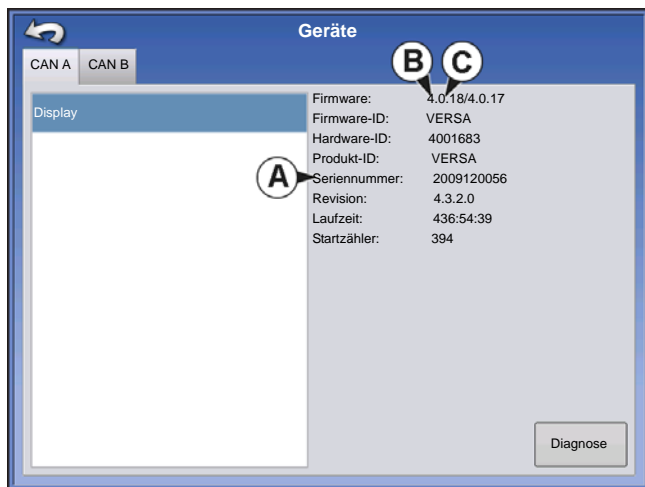 Geräte
CAN A CAN B
B C
Display
Firmware: 4.0.18/4.0.17
Firmware-ID: VERSA
Hardware-ID: 4001683
Produkt-ID: VERSA
A Seriennummer: 2009120056
Revision: 4.3.2.0
Laufzeit: 436:54:39
Startzähler: 394
Diagnose